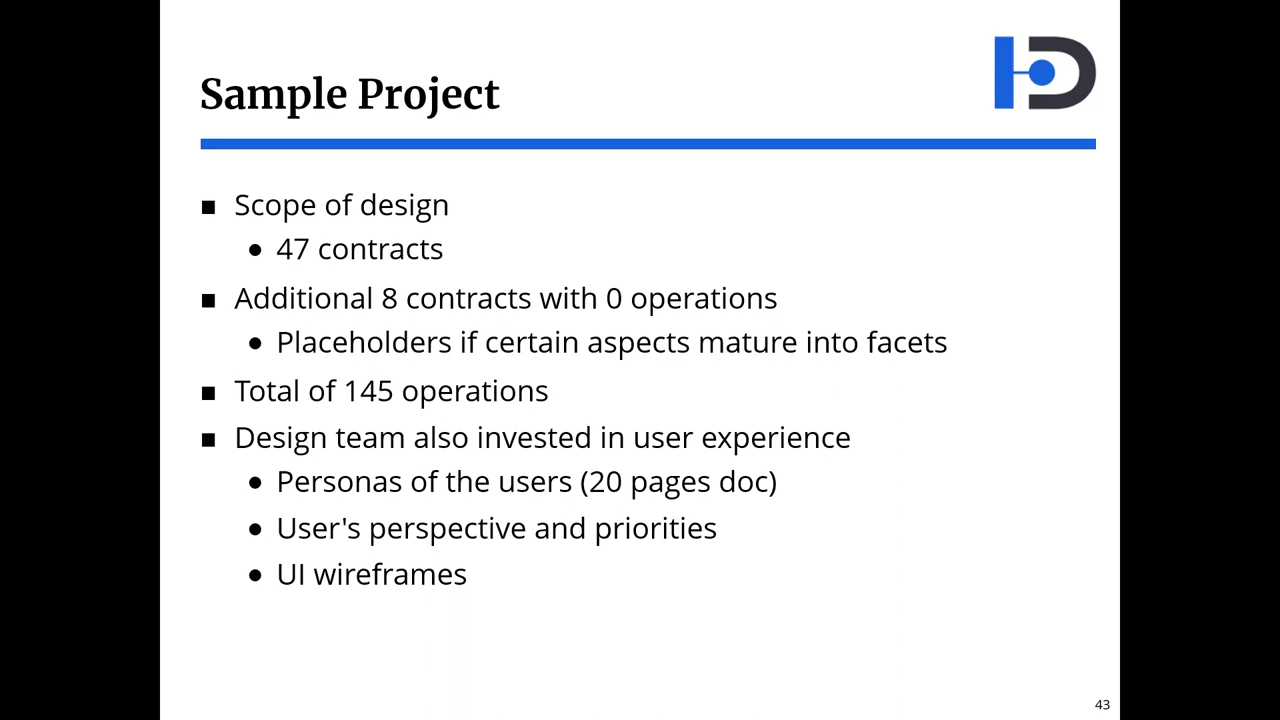 Sample Project
■ Scope of design
● 47 contracts
■ Additional 8 contracts with 0 operations
● Placeholders if certain aspects mature into facets
■ Total of 145 operations
■ Design team also invested in user experience
● Personas of the users (20 pages doc)
● User's perspective and priorities
● UI wireframes
43